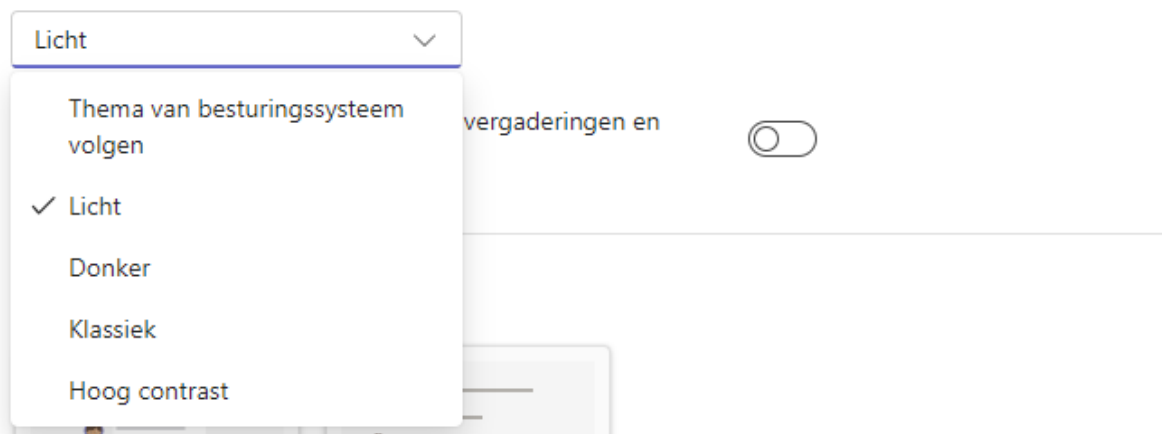 Licht
Thema van besturingssysteem
volgen
vergaderingen en
Licht
Donker
Klassiek
Hoog contrast